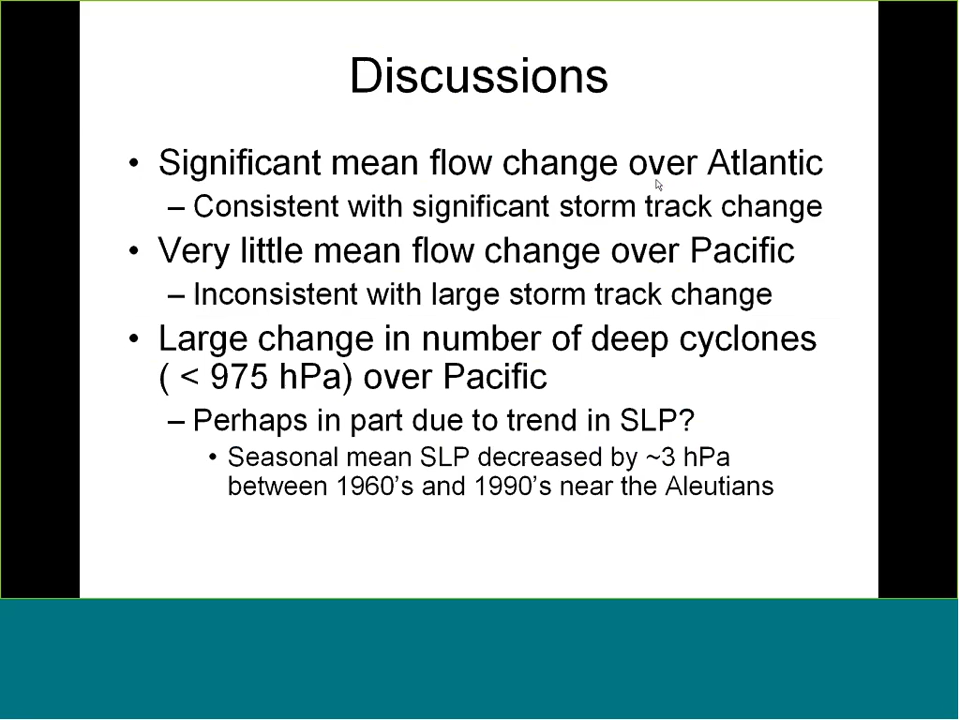 Discussions
• Significant mean flow change over Atlantic
– Consistent with significant storm track change
• Very little mean flow change over Pacific
– Inconsistent with large storm track change
• Large change in number of deep cyclones
( < 975 hPa) over Pacific
– Perhaps in part due to trend in SLP?
• Seasonal mean SLP decreased by ~3 hPa
between 1960's and 1990's near the Aleutians